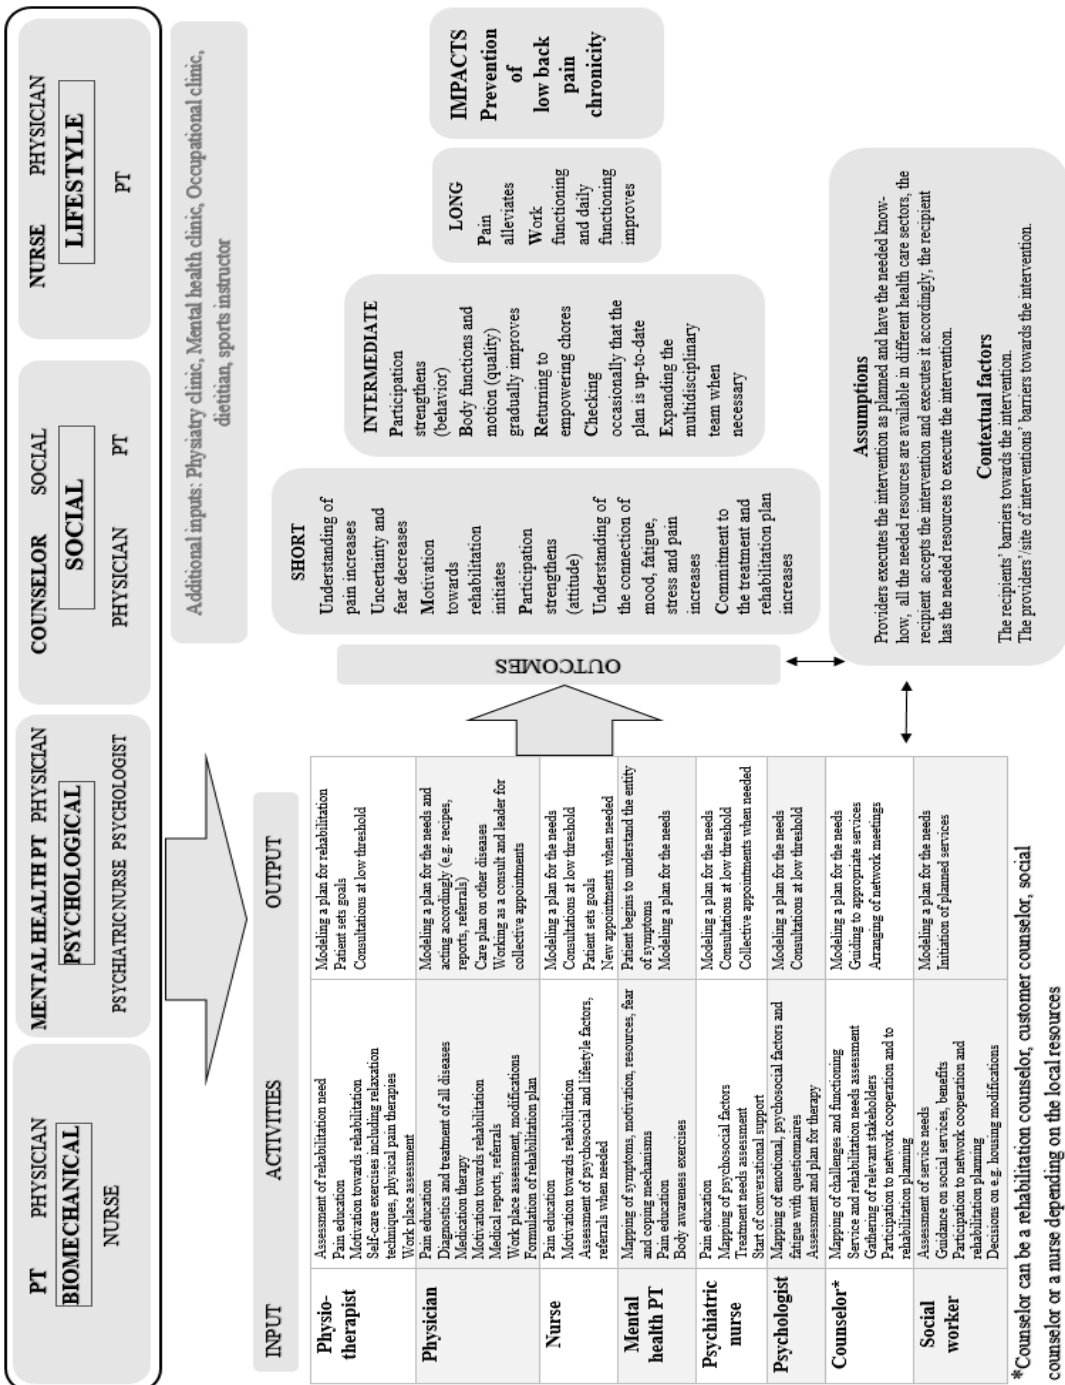 PT PHYSICIAN
BIOMECHANICAL
NURSE
MENTAL HEALTH PT PHYSICIAN
PSYCHOLOGICAL
PSYCHIATRIC NURSE PSYCHOLOGIST
COUNSELOR SOCIAL
SOCIAL
PHYSICIAN PT
NURSE PHYSICIAN
LIFESTYLE
PT
Additional inputs: Physiatry clinic, Mental health clinic, Occupational clinic,
dietitian, sports instructor
INPUT ACTIVITIES OUTPUT
Physio-
therapist
Assessment of rehabilitation need
Pain education
Motivation towards rehabilitation
Self-care exercises including relaxation
techniques, physical pain therapies
Work place assessment
Modeling a plan for rehabilitation
Patient sets goals
Consultations at low threshold
Physician
Pain education
Diagnostics and treatment of all diseases
Medication therapy
Motivation towards rehabilitation
Medical reports, referrals
Work place assessment, modifications
Formulation of rehabilitation plan
Modeling a plan for the needs and
acting accordingly (e.g. recipes,
reports, referrals)
Care plan on other diseases
Working as a consult and leader for
collective appointments
Nurse
Pain education
Motivation towards rehabilitation
Assessment of psychosocial and lifestyle factors,
referrals when needed
Modeling a plan for the needs
Consultations at low threshold
Patient sets goals
New appointments when needed
Mental
health PT
Mapping of symptoms, motivation, resources, fear
and coping mechanisms
Pain education
Body awareness exercises
Patient begins to understand the entity
of symptoms
Modeling a plan for the needs
Psychiatric
nurse
Pain education
Mapping of psychosocial factors
Treatment needs assessment
Start of conversational support
Modeling a plan for the needs
Consultations at low threshold
Collective appointments when needed
Psychologist
Mapping of emotional, psychosocial factors and
fatigue with questionnaires
Assessment and plan for therapy
Modeling a plan for the needs
Consultations at low threshold
Counselor*
Mapping of challenges and functioning
Service and rehabilitation needs assessment
Gathering of relevant stakeholders
Participation to network cooperation and to
rehabilitation planning
Modeling a plan for the needs
Guiding to appropriate services
Arranging of network meetings
Social
worker
Assessment of service needs
Guidance on social services, benefits
Participation to network cooperation and
rehabilitation planning
Decisions on e.g. housing modifications
Modeling a plan for the needs
Initiation of planned services
OUTCOMES
SHORT
Understanding of
pain increases
Uncertainty and
fear decreases
Motivation
towards
rehabilitation
initiates
Participation
strengthens
(attitude)
Understanding of
the connection of
mood, fatigue,
stress and pain
increases
Commitment to
the treatment and
rehabilitation plan
increases
INTERMEDIATE
Participation
strengthens
(behavior)
Body functions and
motion (quality)
gradually improves
Returning to
empowering chores
Checking
occasionally that the
plan is up-to-date
Expanding the
multidisciplinary
team when
necessary
LONG
Pain
alleviates
Work
functioning
and daily
functioning
improves
IMPACTS
Prevention
of
low back
pain
chronicity
Assumptions
Providers executes the intervention as planned and have the needed know-
how, all the needed resources are available in different health care sectors, the
recipient accepts the intervention and executes it accordingly, the recipient
has the needed resources to execute the intervention.
Contextual factors
The recipients' barriers towards the intervention.
The providers'/site of interventions' barriers towards the intervention.
*Counselor can be a rehabilitation counselor, customer counselor, social
counselor or a nurse depending on the local resources